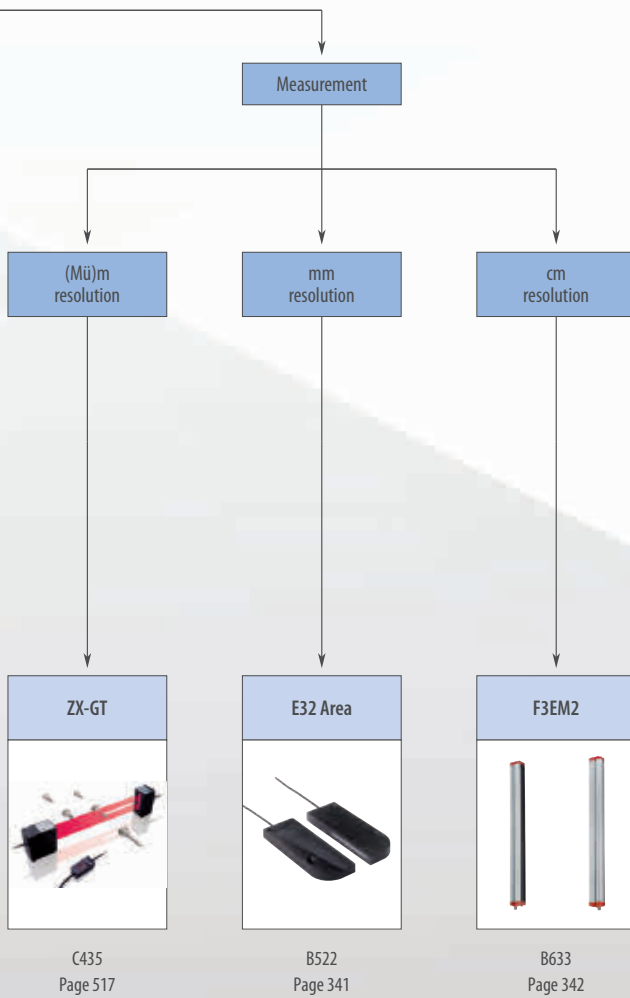 Measurement
(Mü)m
resolution
mm
resolution
cm
resolution
ZX-GT
E32 Area
F3EM2
C435
Page 517
B522
Page 341
B633
Page 342